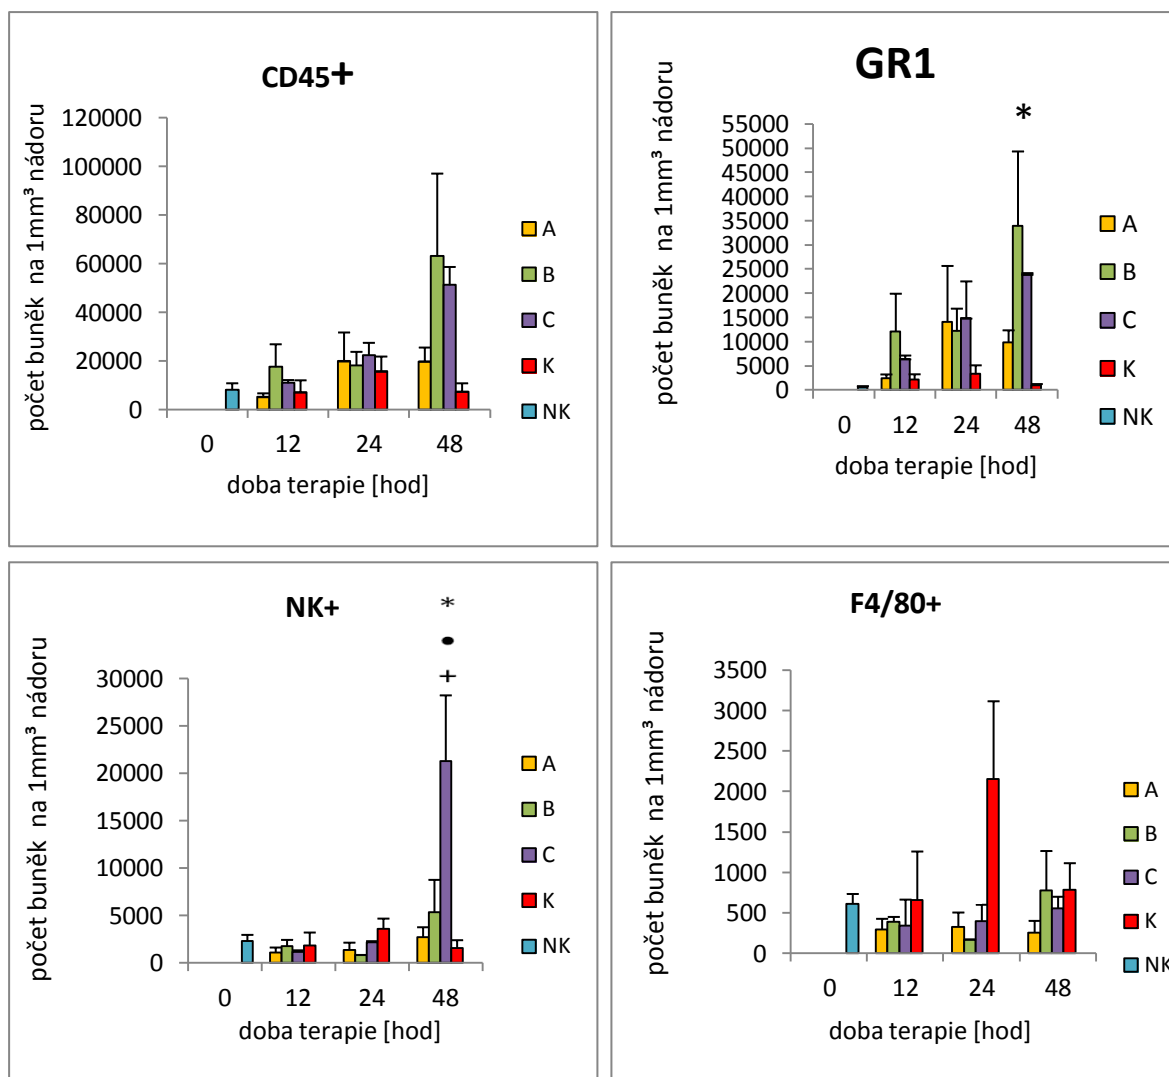 CD45+
počet buněk na 1mm³ nádoru
120000
100000
80000
60000
40000
20000
0
0 12 24 48
doba terapie [hod]
A
B
C
K
NK
GR1
*
počet buněk na 1mm³ nádoru
55000
50000
45000
40000
35000
30000
25000
20000
15000
10000
5000
0
0 12 24 48
doba terapie [hod]
A
B
C
K
NK
NK+
*
●
+
počet buněk na 1mm³ nádoru
30000
25000
20000
15000
10000
5000
0
0 12 24 48
doba terapie [hod]
A
B
C
K
NK
F4/80+
počet buněk na 1mm³ nádoru
3500
3000
2500
2000
1500
1000
500
0
0 12 24 48
doba terapie [hod]
A
B
C
K
NK